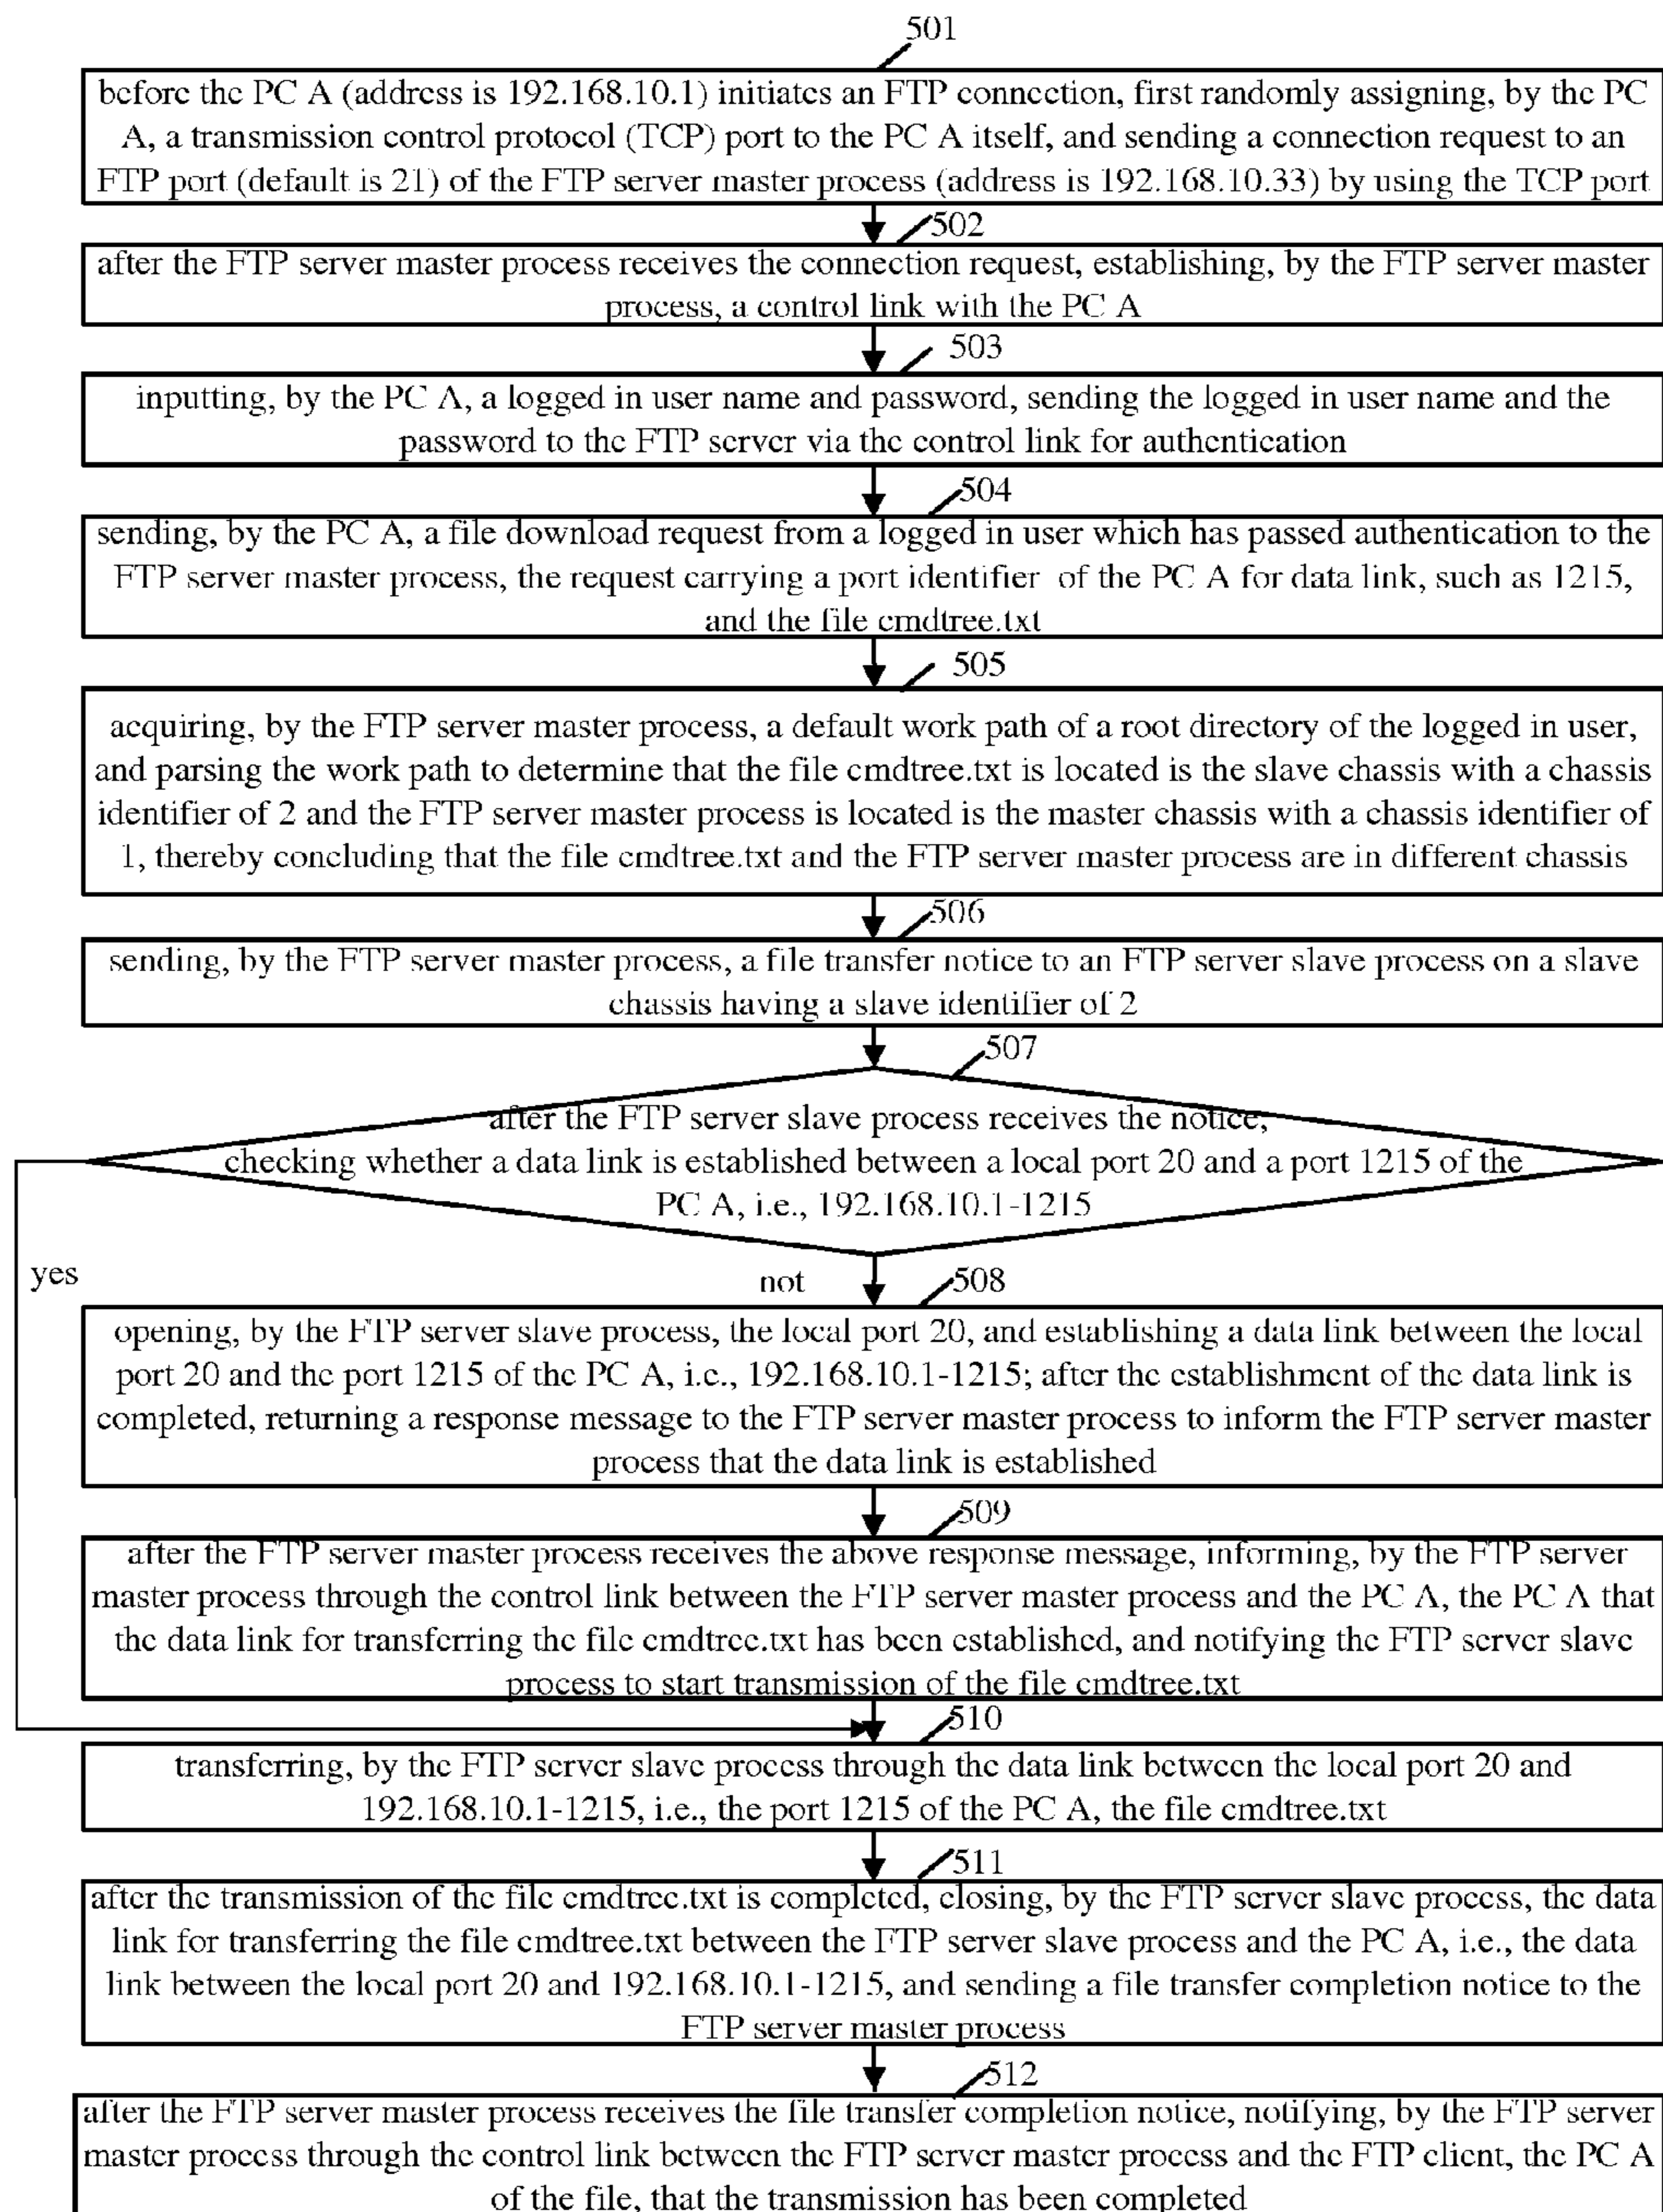 501
before the PC A (address is 192.168.10.1) initiates an FTP connection, first randomly assigning, by the PC
A, a transmission control protocol (TCP) port to the PC A itself, and sending a connection request to an
FTP port (default is 21) of the FTP server master process (address is 192.168.10.33) by using the TCP port
502
after the FTP server master process receives the connection request, establishing, by the FTP server master
process, a control link with the PC A
503
inputting, by the PC A, a logged in user name and password, sending the logged in user name and the
password to the FTP server via the control link for authentication
504
sending, by the PC A, a file download request from a logged in user which has passed authentication to the
FTP server master process, the request carrying a port identifier of the PC A for data link, such as 1215,
and the file cmdtree.txt
505
acquiring, by the FTP server master process, a default work path of a root directory of the logged in user,
and parsing the work path to determine that the file cmdtree.txt is located is the slave chassis with a chassis
identifier of 2 and the FTP server master process is located is the master chassis with a chassis identifier of
1, thereby concluding that the file cmdtree.txt and the FTP server master process are in different chassis
506
sending, by the FTP server master process, a file transfer notice to an FTP server slave process on a slave
chassis having a slave identifier of 2
507
after the FTP server slave process receives the notice,
checking whether a data link is established between a local port 20 and a port 1215 of the
PC A, i.e., 192.168.10.1-1215
yes
not
508
opening, by the FTP server slave process, the local port 20, and establishing a data link between the local
port 20 and the port 1215 of the PC A, i.e., 192.168.10.1-1215; after the establishment of the data link is
completed, returning a response message to the FTP server master process to inform the FTP server master
process that the data link is established
509
after the FTP server master process receives the above response message, informing, by the FTP server
master process through the control link between the FTP server master process and the PC A, the PC A that
the data link for transferring the file cmdtree.txt has been established, and notifying the FTP server slave
process to start transmission of the file cmdtree.txt
510
transferring, by the FTP server slave process through the data link between the local port 20 and
192.168.10.1-1215, i.e., the port 1215 of the PC A, the file cmdtree.txt
511
after the transmission of the file cmdtree.txt is completed, closing, by the FTP server slave process, the data
link for transferring the file cmdtree.txt between the FTP server slave process and the PC A, i.e., the data
link between the local port 20 and 192.168.10.1-1215, and sending a file transfer completion notice to the
FTP server master process
512
after the FTP server master process receives the file transfer completion notice, notifying, by the FTP server
master process through the control link between the FTP server master process and the FTP client, the PC A
of the file, that the transmission has been completed